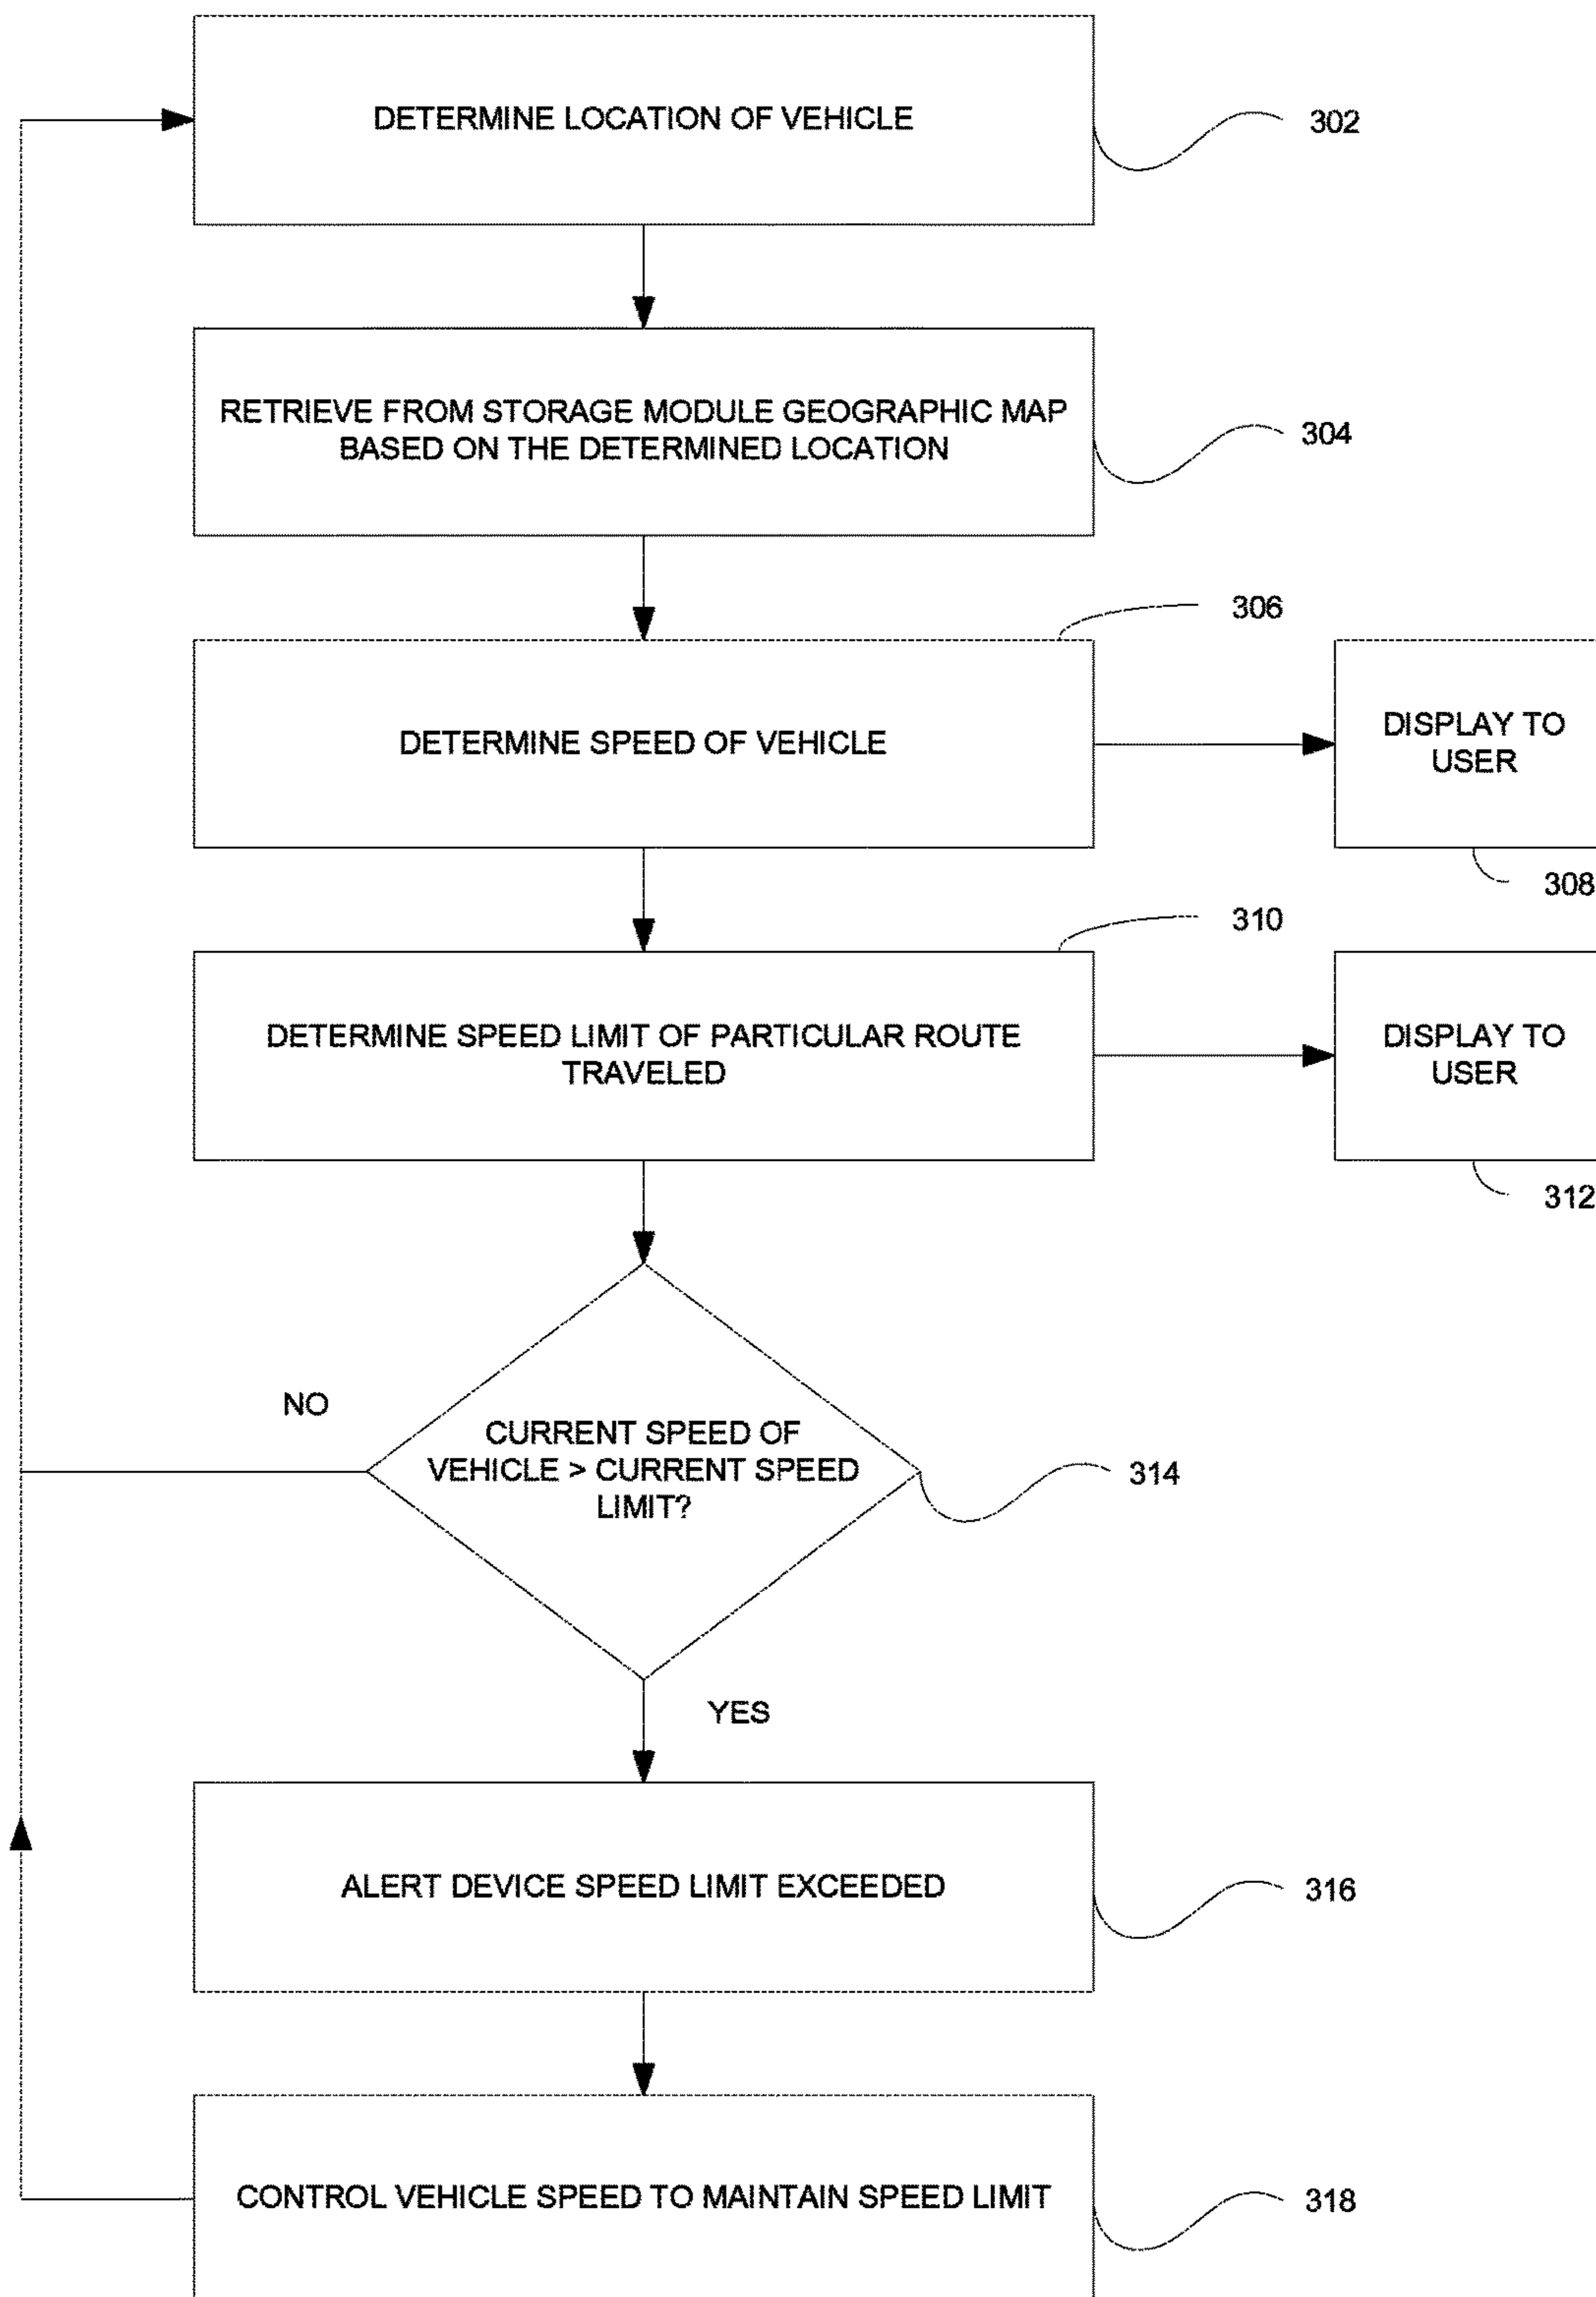 DETERMINE LOCATION OF VEHICLE
302
RETRIEVE FROM STORAGE MODULE GEOGRAPHIC MAP
BASED ON THE DETERMINED LOCATION
304
306
DETERMINE SPEED OF VEHICLE
DISPLAY TO
USER
308
310
DETERMINE SPEED LIMIT OF PARTICULAR ROUTE
TRAVELED
DISPLAY TO
USER
312
NO
CURRENT SPEED OF
VEHICLE > CURRENT SPEED
LIMIT?
314
YES
ALERT DEVICE SPEED LIMIT EXCEEDED
316
CONTROL VEHICLE SPEED TO MAINTAIN SPEED LIMIT
318